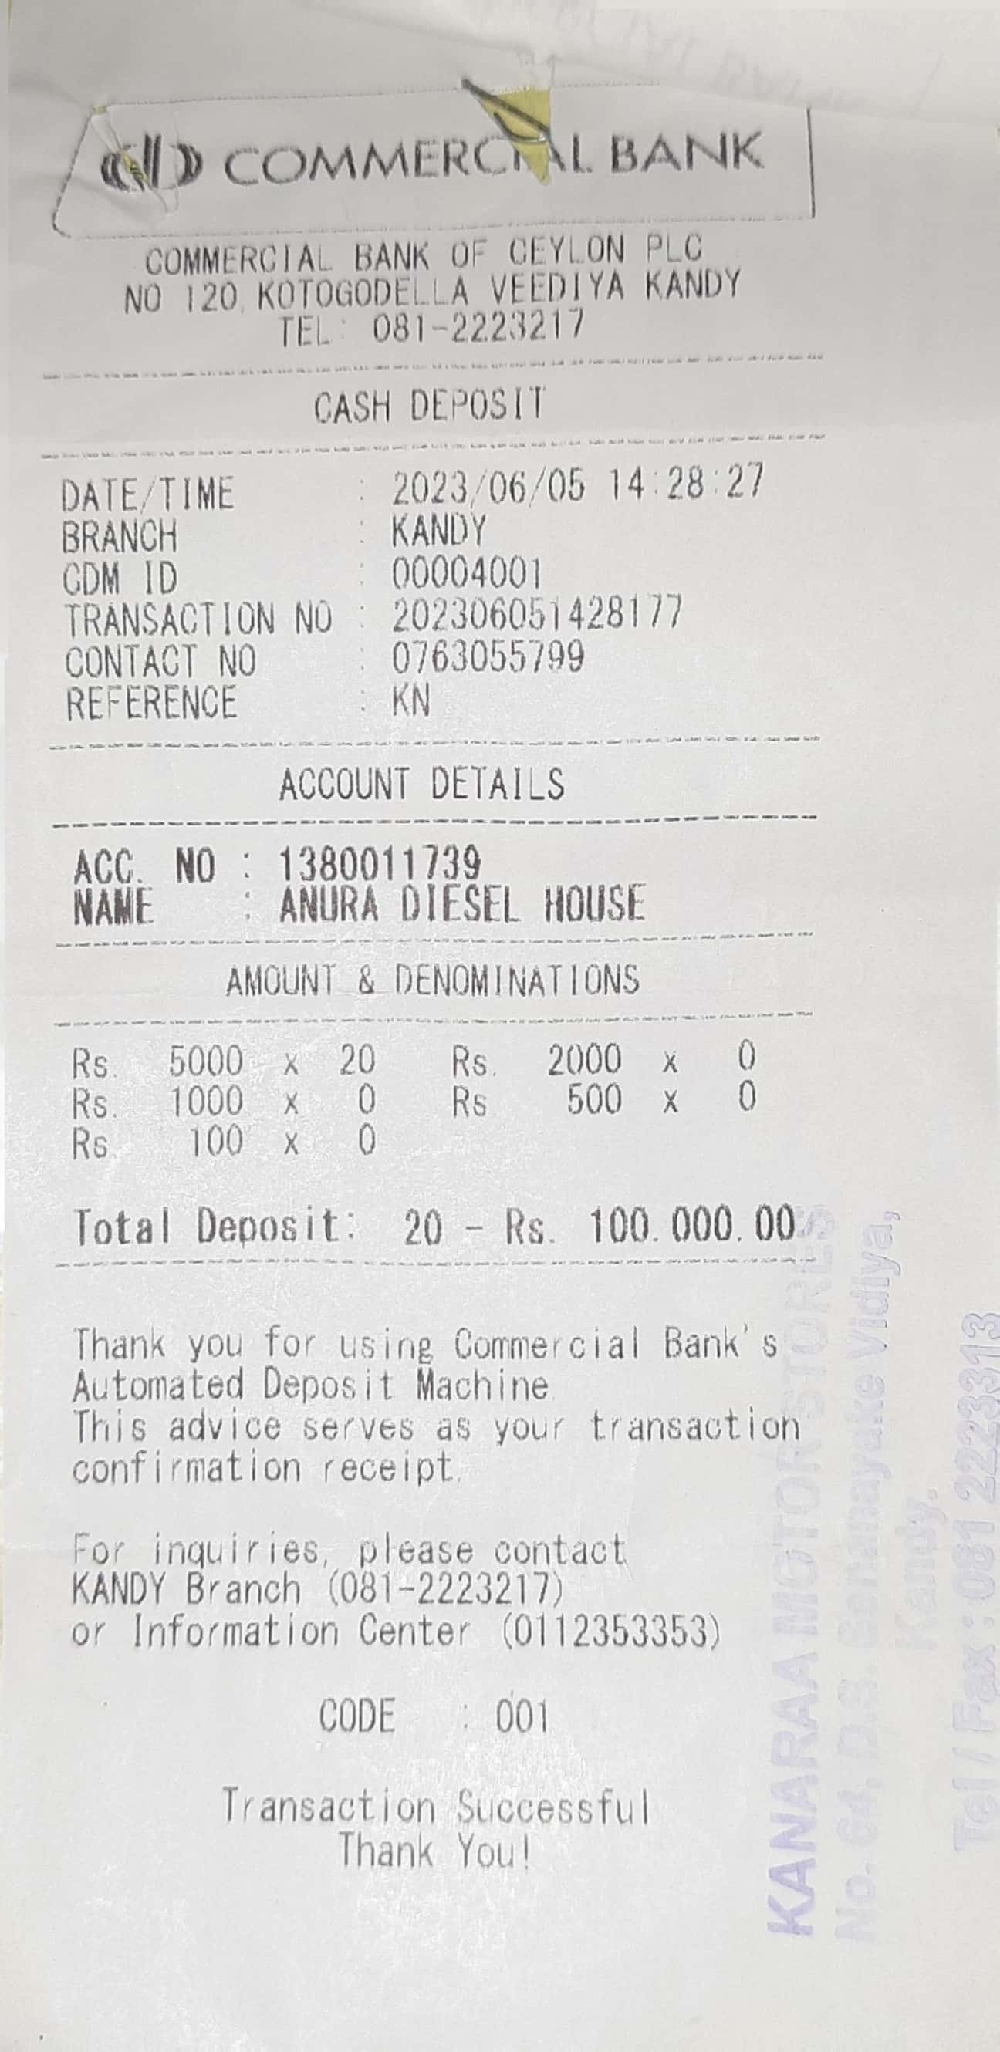 COMMERCIAL BANK
COMMERCIAL BANK OF CEYLON PLC
NO 120, KOTOGODELLA VEEDIYA KANDY
TEL: 081-2223217
CASH DEPOSIT
DATE/TIME : 2023/06/05 14:28:27
BRANCH : KANDY
CDM ID : 00004001
TRANSACTION NO : 202306051428177
CONTACT NO : 0763055799
REFERENCE : KN
ACCOUNT DETAILS
ACC. NO : 1380011739
NAME : ANURA DIESEL HOUSE
AMOUNT & DENOMINATIONS
Rs. 5000 x 20 Rs. 2000 x 0
Rs. 1000 x 0 Rs 500 x 0
Rs. 100 x 0
Total Deposit: 20 - Rs. 100.000.00
Thank you for using Commercial Bank's
Automated Deposit Machine.
This advice serves as your transaction
confirmation receipt.
For inquiries, please contact
KANDY Branch (081-2223217)
or Information Center (0112353353)
CODE : 001
Transaction Successful
Thank You!
KANARAA MOTOR STORES
No. 64, D.S. Senanayake Vidiya,
Kandy.
Tel / Fax : 081 2223313